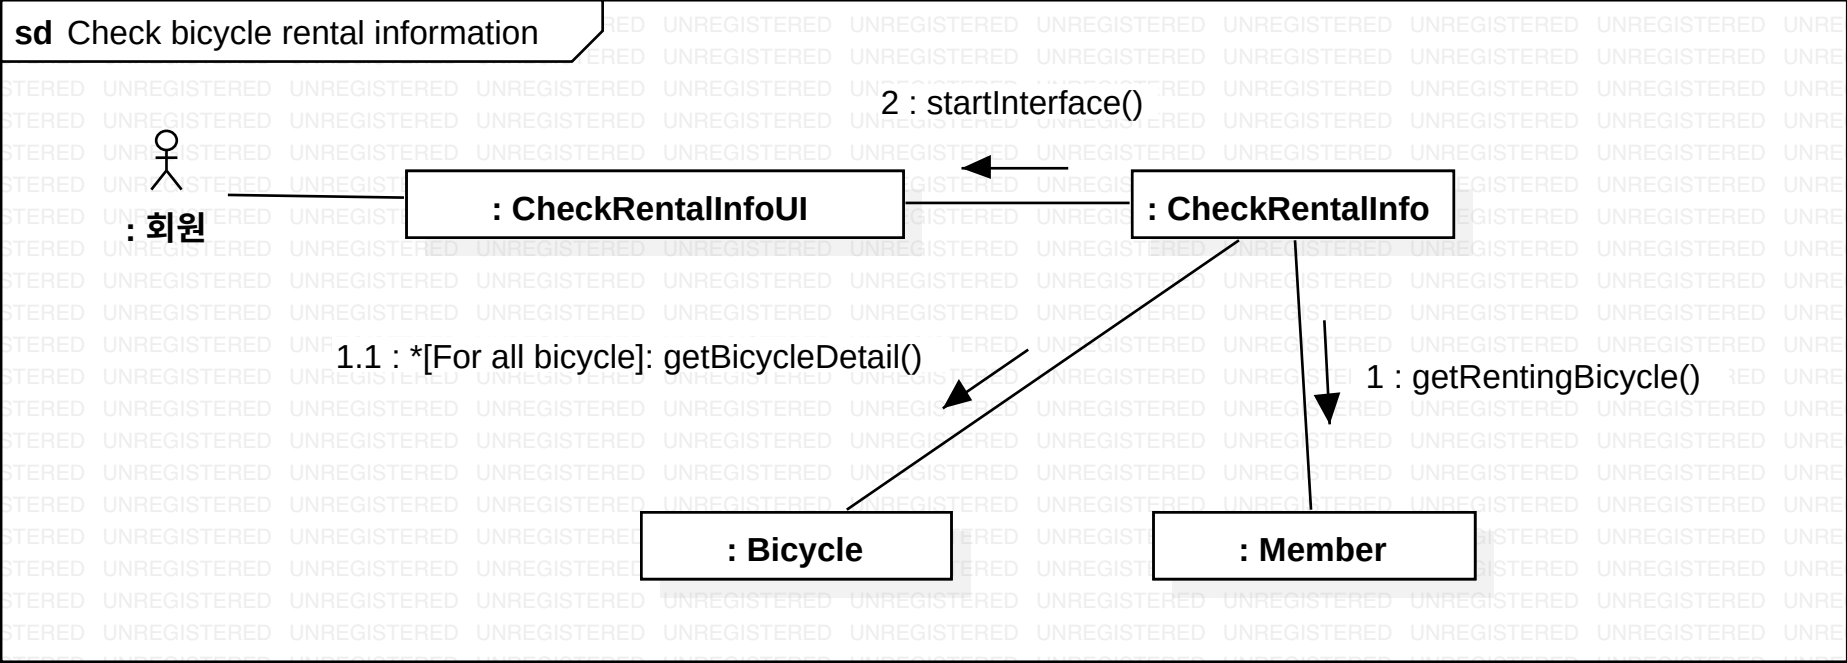 sd Check bicycle rental information
2 : startInterface()
: 회원
: CheckRentalInfoUI
: CheckRentalInfo
1.1 : *[For all bicycle]: getBicycleDetail()
1 : getRentingBicycle()
: Bicycle
: Member
UNREGISTERED